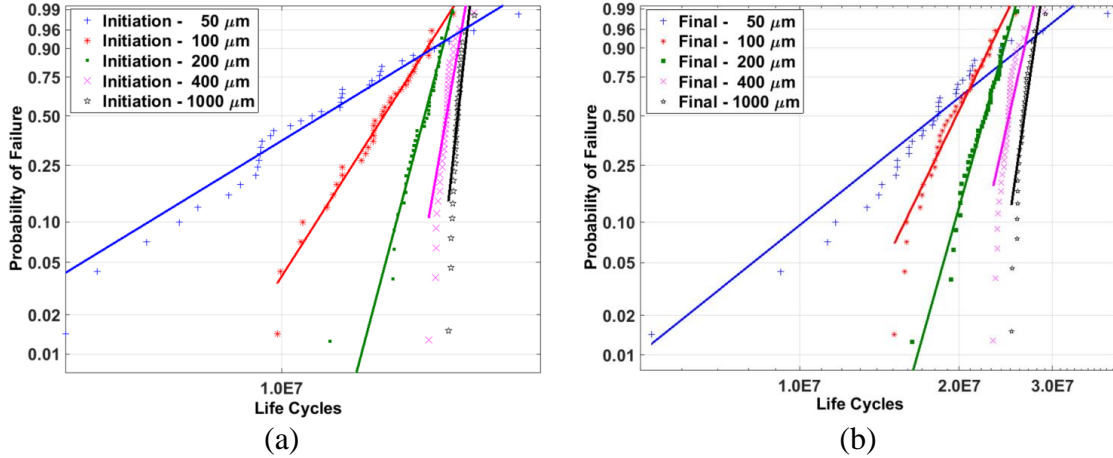 0.99
0.96
0.90
0.75
0.50
0.25
0.10
0.05
0.02
0.01
Probability of Failure
Initiation - 50 μm
Initiation - 100 μm
Initiation - 200 μm
Initiation - 400 μm
Initiation - 1000 μm
1.0E7
Life Cycles
(a)
0.99
0.96
0.90
0.75
0.50
0.25
0.10
0.05
0.02
0.01
Probability of Failure
Final - 50 μm
Final - 100 μm
Final - 200 μm
Final - 400 μm
Final - 1000 μm
1.0E7 2.0E7 3.0E7
Life Cycles
(b)